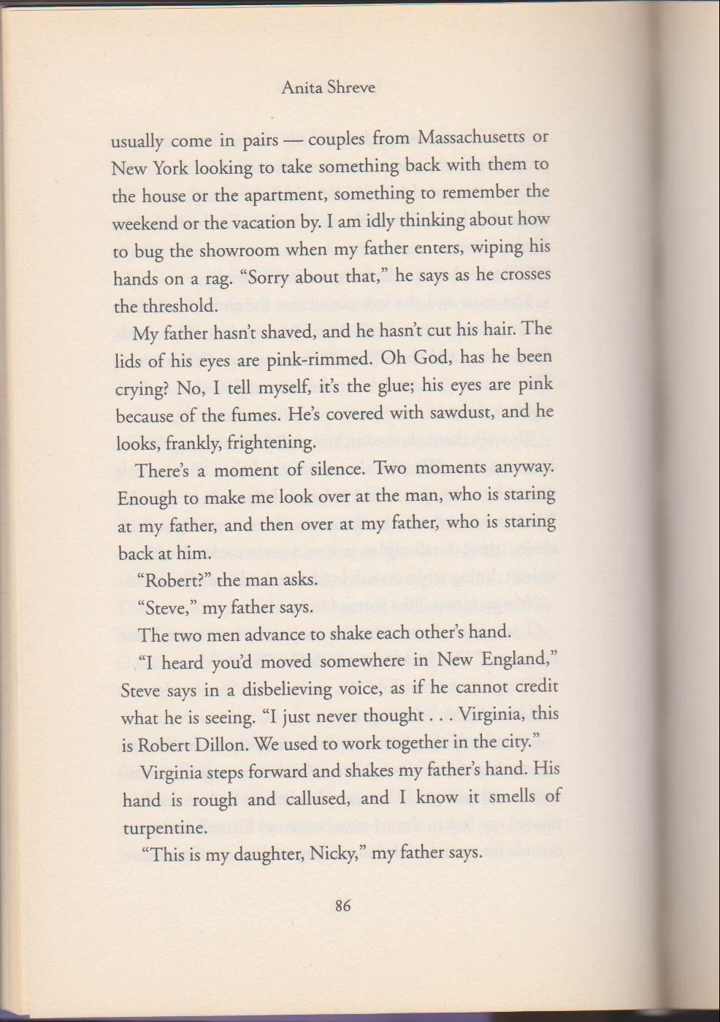 Anita Shreve
usually come in pairs — couples from Massachusetts or
New York looking to take something back with them to
the house or the apartment, something to remember the
weekend or the vacation by. I am idly thinking about how
to bug the showroom when my father enters, wiping his
hands on a rag. “Sorry about that,” he says as he crosses
the threshold.
My father hasn’t shaved, and he hasn’t cut his hair. The
lids of his eyes are pink-rimmed. Oh God, has he been
crying? No, I tell myself, it’s the glue; his eyes are pink
because of the fumes. He’s covered with sawdust, and he
looks, frankly, frightening.
There’s a moment of silence. Two moments anyway.
Enough to make me look over at the man, who is staring
at my father, and then over at my father, who is staring
back at him.
“Robert?” the man asks.
“Steve,” my father says.
The two men advance to shake each other’s hand.
“I heard you’d moved somewhere in New England,”
Steve says in a disbelieving voice, as if he cannot credit
what he is seeing. “I just never thought . . . Virginia, this
is Robert Dillon. We used to work together in the city.”
Virginia steps forward and shakes my father’s hand. His
hand is rough and callused, and I know it smells of
turpentine.
“This is my daughter, Nicky,” my father says.
86